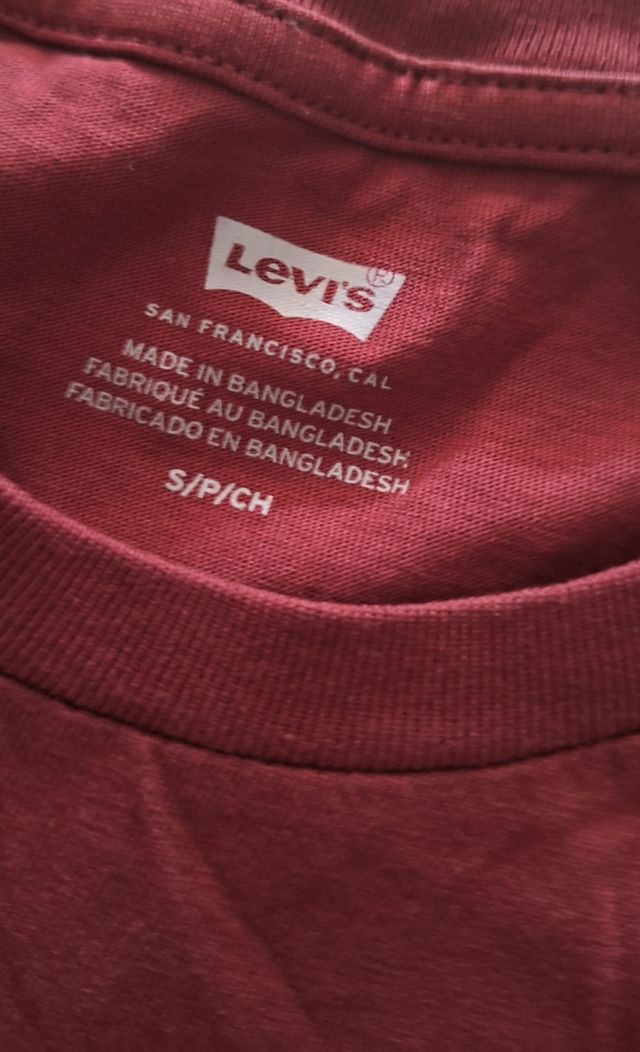 Levi's®
SAN FRANCISCO, CAL
MADE IN BANGLADESH
FABRIQUÉ AU BANGLADESH
FABRICADO EN BANGLADESH
S/P/CH